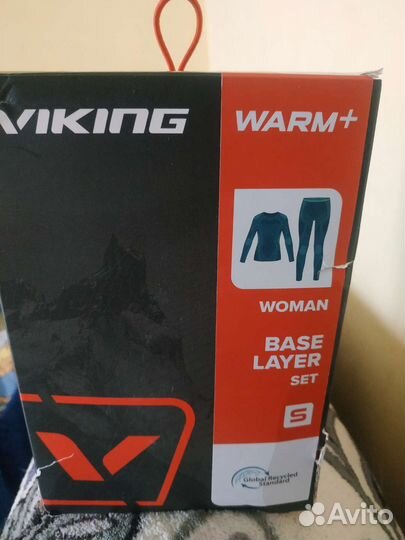 VIKING
WARM+
WOMAN
BASE
LAYER
SET
S
Global Recycled
Standard
Avito